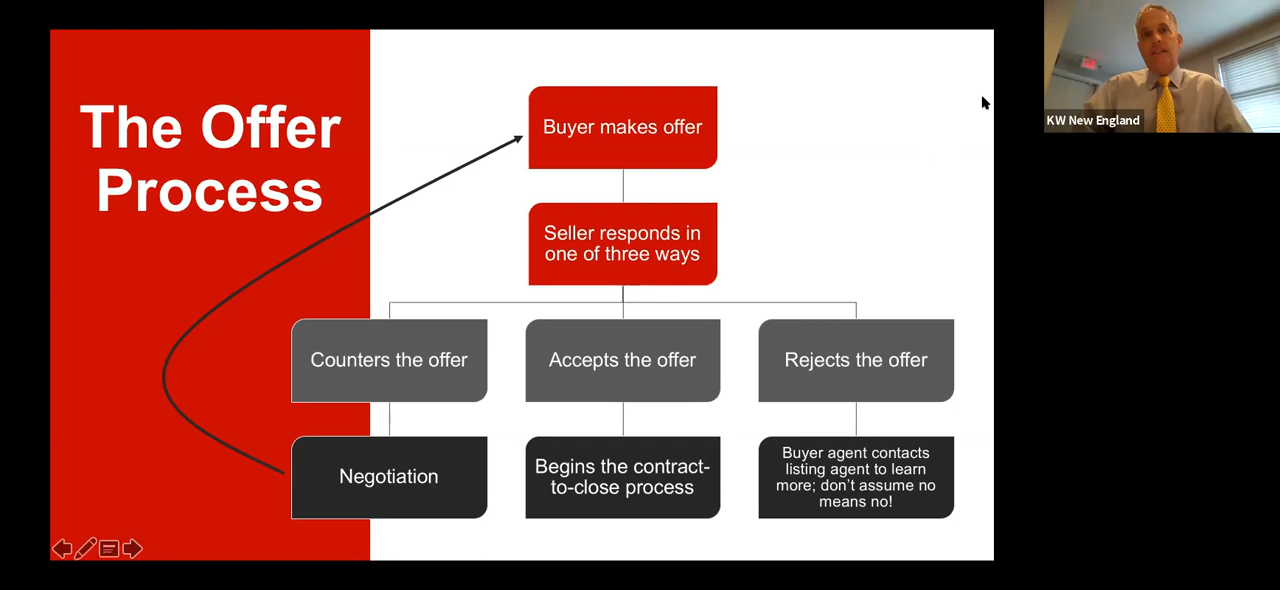 The Offer
Process
Buyer makes offer
Seller responds in
one of three ways
Counters the offer
Accepts the offer
Rejects the offer
Negotiation
Begins the contract-
to-close process
Buyer agent contacts
listing agent to learn
more; don’t assume no
means no!
KW New England